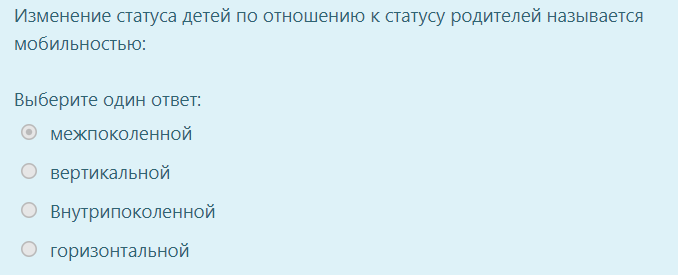 Изменение статуса детей по отношению к статусу родителей называется
мобильностью:
Выберите один ответ:
межпоколенной
вертикальной
Внутрипоколенной
горизонтальной